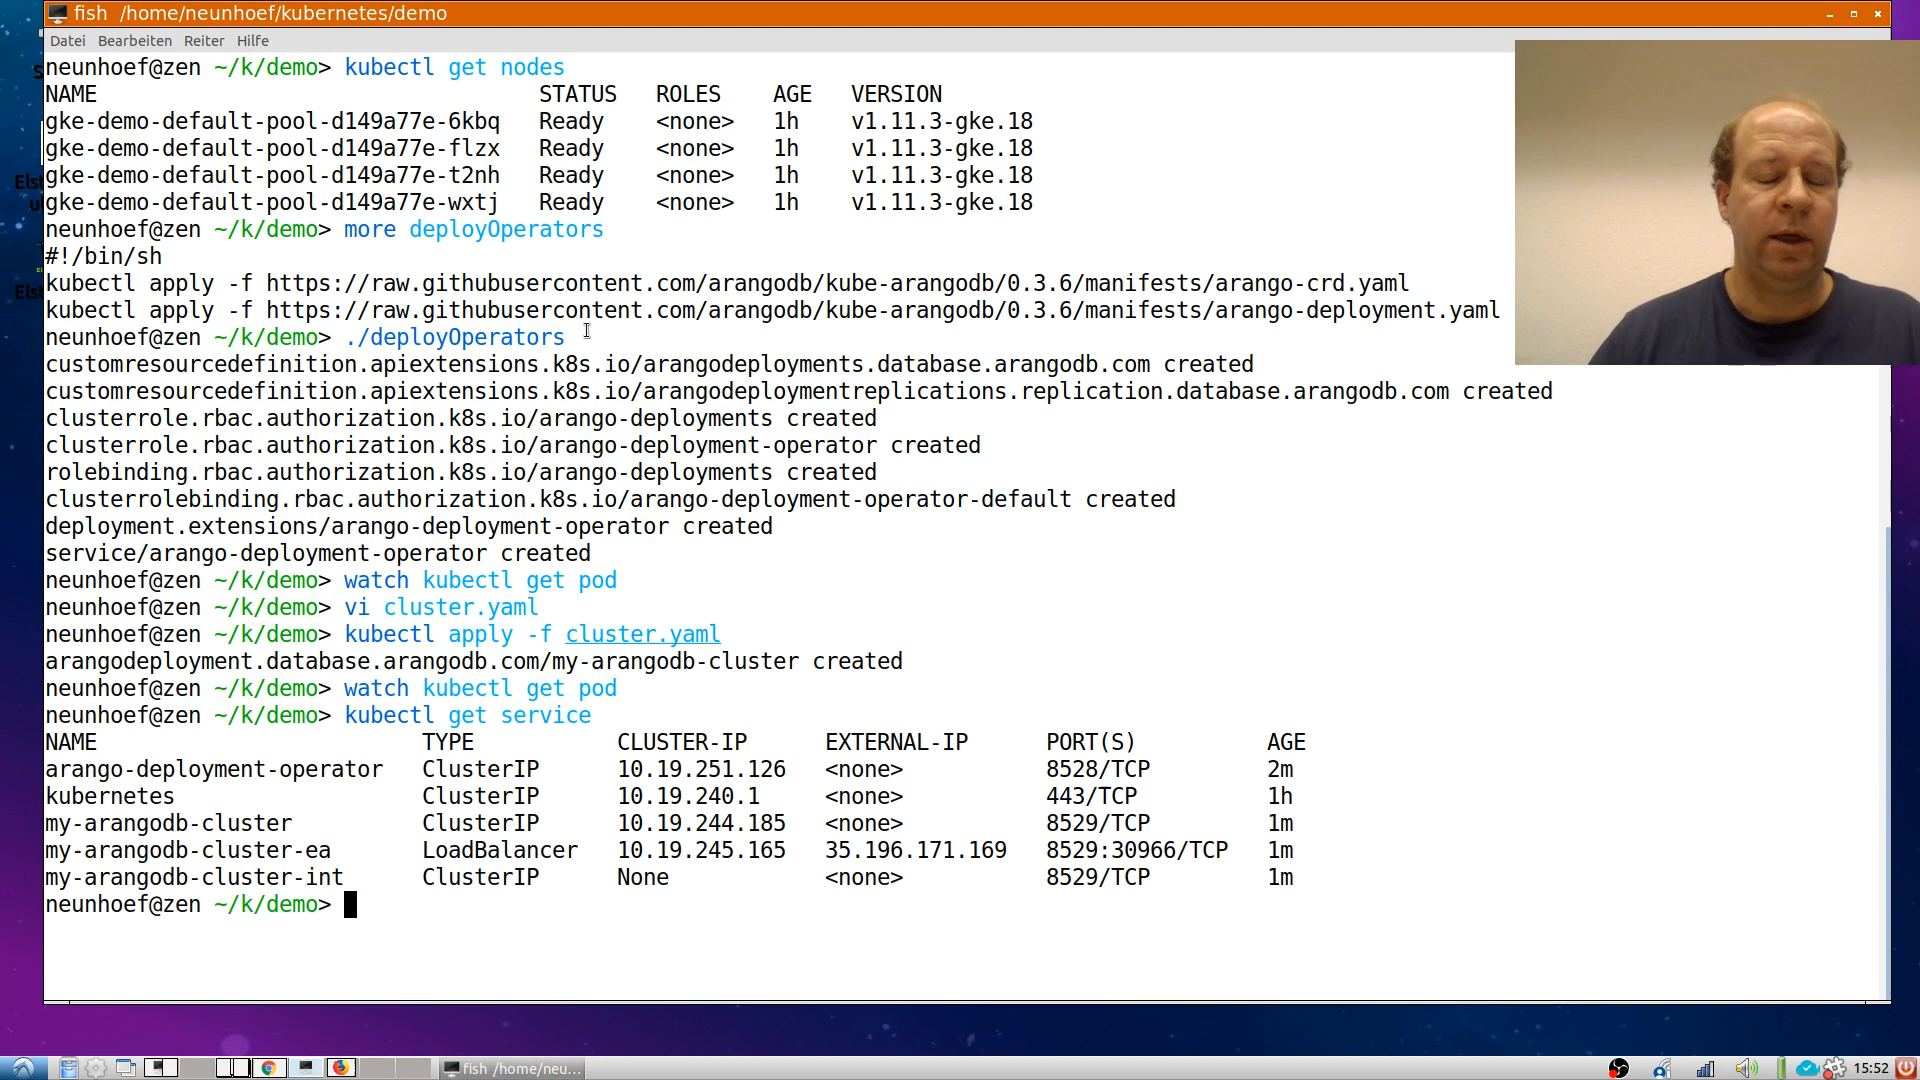 fish /home/neunhoef/kubernetes/demo
Datei Bearbeiten Reiter Hilfe
neunhoef@zen ~/k/demo> kubectl get nodes
NAME STATUS ROLES AGE VERSION
gke-demo-default-pool-d149a77e-6kbq Ready <none> 1h v1.11.3-gke.18
gke-demo-default-pool-d149a77e-flzx Ready <none> 1h v1.11.3-gke.18
gke-demo-default-pool-d149a77e-t2nh Ready <none> 1h v1.11.3-gke.18
gke-demo-default-pool-d149a77e-wxtj Ready <none> 1h v1.11.3-gke.18
neunhoef@zen ~/k/demo> more deployOperators
#!/bin/sh
kubectl apply -f https://raw.githubusercontent.com/arangodb/kube-arangodb/0.3.6/manifests/arango-crd.yaml
kubectl apply -f https://raw.githubusercontent.com/arangodb/kube-arangodb/0.3.6/manifests/arango-deployment.yaml
neunhoef@zen ~/k/demo> ./deployOperators
customresourcedefinition.apiextensions.k8s.io/arangodeployments.database.arangodb.com created
customresourcedefinition.apiextensions.k8s.io/arangodeploymentreplications.replication.database.arangodb.com created
clusterrole.rbac.authorization.k8s.io/arango-deployments created
clusterrole.rbac.authorization.k8s.io/arango-deployment-operator created
rolebinding.rbac.authorization.k8s.io/arango-deployments created
clusterrolebinding.rbac.authorization.k8s.io/arango-deployment-operator-default created
deployment.extensions/arango-deployment-operator created
service/arango-deployment-operator created
neunhoef@zen ~/k/demo> watch kubectl get pod
neunhoef@zen ~/k/demo> vi cluster.yaml
neunhoef@zen ~/k/demo> kubectl apply -f cluster.yaml
arangodeployment.database.arangodb.com/my-arangodb-cluster created
neunhoef@zen ~/k/demo> watch kubectl get pod
neunhoef@zen ~/k/demo> kubectl get service
NAME TYPE CLUSTER-IP EXTERNAL-IP PORT(S) AGE
arango-deployment-operator ClusterIP 10.19.251.126 <none> 8528/TCP 2m
kubernetes ClusterIP 10.19.240.1 <none> 443/TCP 1h
my-arangodb-cluster ClusterIP 10.19.244.185 <none> 8529/TCP 1m
my-arangodb-cluster-ea LoadBalancer 10.19.245.165 35.196.171.169 8529:30966/TCP 1m
my-arangodb-cluster-int ClusterIP None <none> 8529/TCP 1m
neunhoef@zen ~/k/demo>
fish /home/neu... 15:52